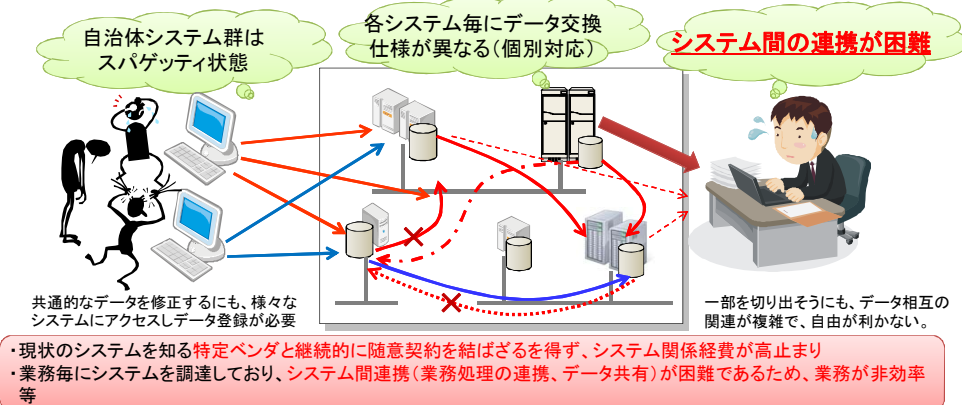 自治体システム群は
スパゲッティ状態
各システム毎にデータ交換
仕様が異なる(個別対応)
システム間の連携が困難
共通的なデータを修正するにも、様々な
システムにアクセスしデータ登録が必要
一部を切り出そうにも、データ相互の
関連が複雑で、自由が利かない。
・現状のシステムを知る特定ベンダと継続的に随意契約を結ばざるを得ず、システム関係経費が高止まり
・業務毎にシステムを調達しており、システム間連携(業務処理の連携、データ共有)が困難であるため、業務が非効率
等